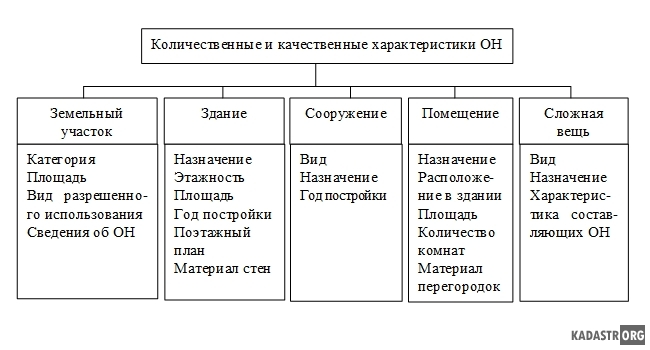 Количественные и качественные характеристики ОН
Земельный
участок
Категория
Площадь
Вид разрешенно-
го использования
Сведения об ОН
Здание
Назначение
Этажность
Площадь
Год постройки
Поэтажный
план
Материал стен
Сооружение
Вид
Назначение
Год постройки
Помещение
Назначение
Расположе-
ние в здании
Площадь
Количество
комнат
Материал
перегородок
Сложная
вещь
Вид
Назначение
Характерис-
тика состав-
ляющих ОН
KADASTR ORG